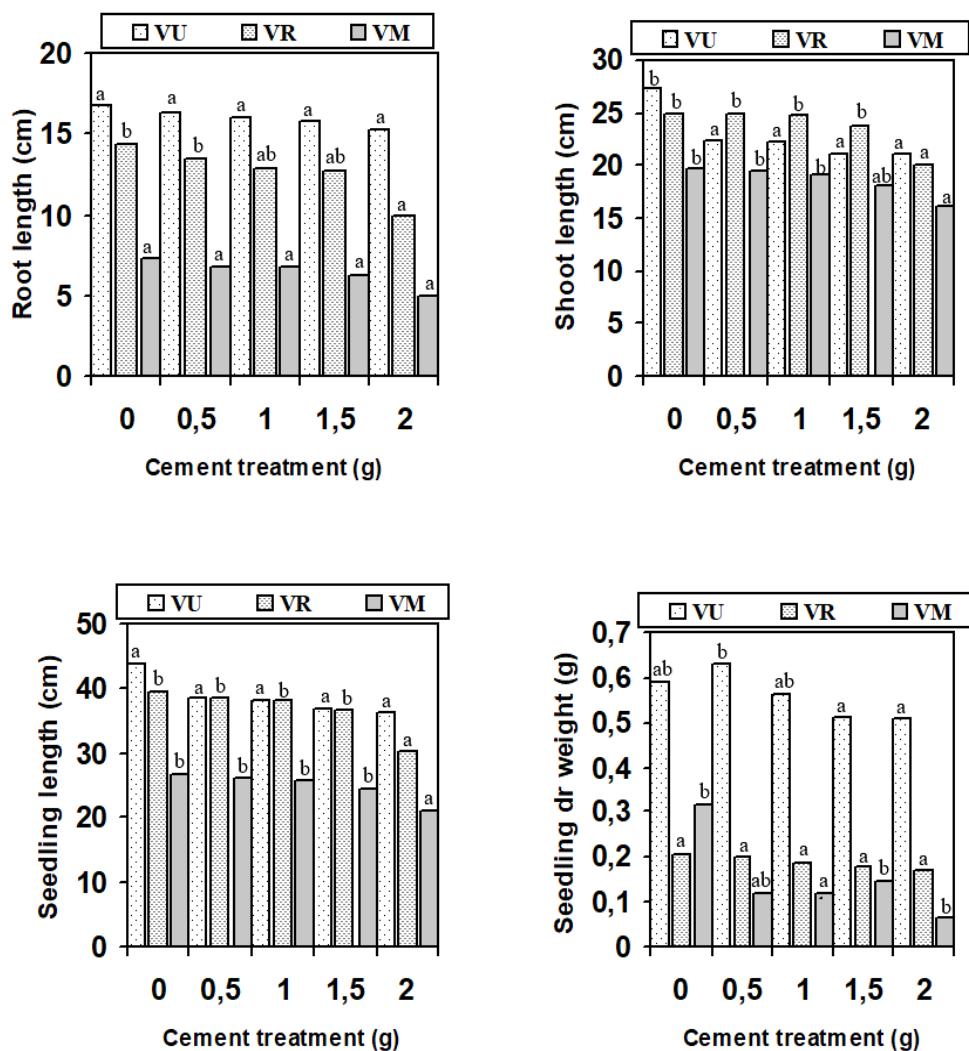 VU VR VM
Root length (cm)
20
15
10
5
0
a b a b a ab a ab a a
a a a a a
0 0,5 1 1,5 2
Cement treatment (g)
VU VR VM
Shoot length (cm)
30
25
20
15
10
5
0
b b b a b b a b b a b ab a a a
0 0,5 1 1,5 2
Cement treatment (g)
VU VR VM
Seedling length (cm)
50
40
30
20
10
0
a b b a b b a b b a b b a a a
0 0,5 1 1,5 2
Cement treatment (g)
VU VR VM
Seedling dr weight (g)
0,7
0,6
0,5
0,4
0,3
0,2
0,1
0
ab a b b a ab ab a a a a b a a b
0 0,5 1 1,5 2
Cement treatment (g)